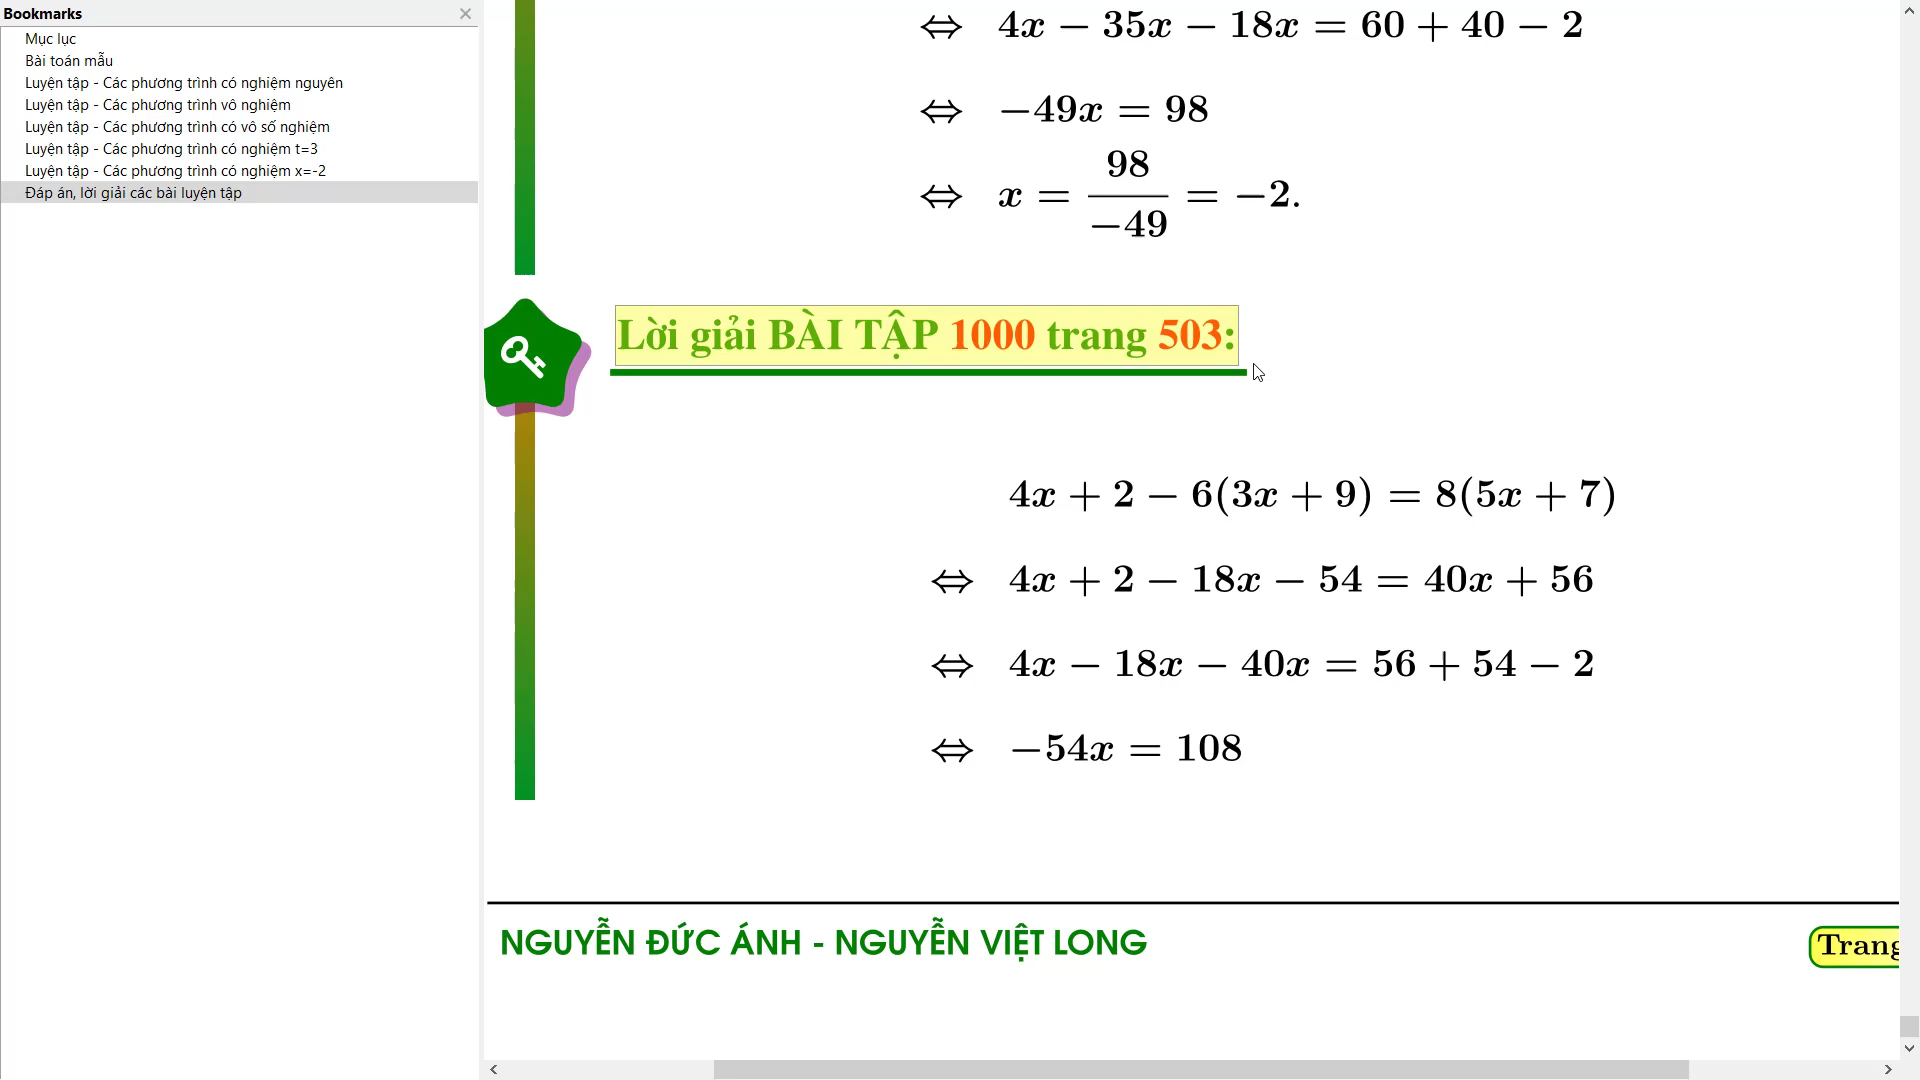 Bookmarks
Mục lục
Bài toán mẫu
Luyện tập - Các phương trình có nghiệm nguyên
Luyện tập - Các phương trình vô nghiệm
Luyện tập - Các phương trình có vô số nghiệm
Luyện tập - Các phương trình có nghiệm t=3
Luyện tập - Các phương trình có nghiệm x=-2
Đáp án, lời giải các bài luyện tập
⇔ 4x − 35x − 18x = 60 + 40 − 2
⇔ −49x = 98
⇔ x = 98/−49 = −2.
Lời giải BÀI TẬP 1000 trang 503:
4x + 2 − 6(3x + 9) = 8(5x + 7)
⇔ 4x + 2 − 18x − 54 = 40x + 56
⇔ 4x − 18x − 40x = 56 + 54 − 2
⇔ −54x = 108
NGUYỄN ĐỨC ÁNH - NGUYỄN VIỆT LONG
Trang